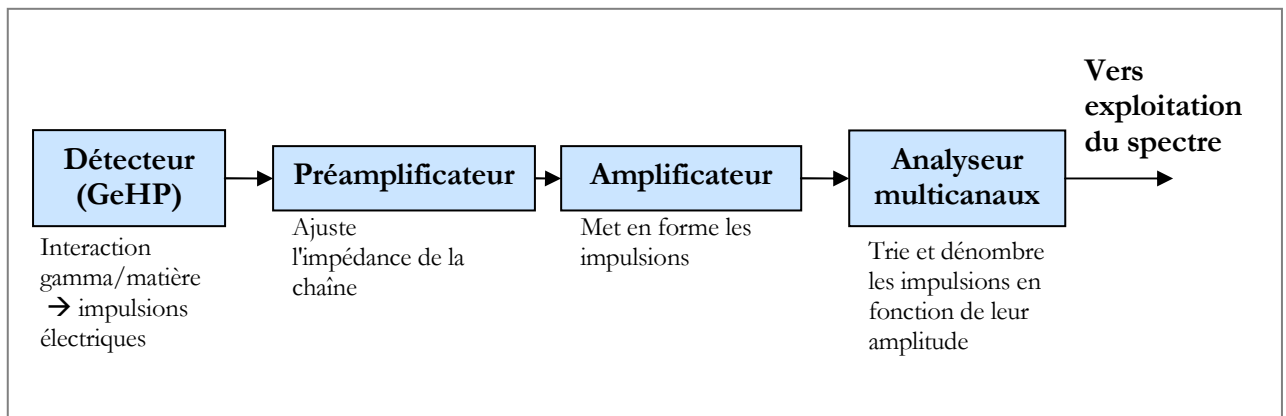 Détecteur
(GeHP)
Interaction
gamma/matière
→ impulsions
électriques
Préamplificateur
Ajuste
l'impédance de la
chaîne
Amplificateur
Met en forme les
impulsions
Analyseur
multicanaux
Trie et dénombre
les impulsions en
fonction de leur
amplitude
Vers
exploitation
du spectre